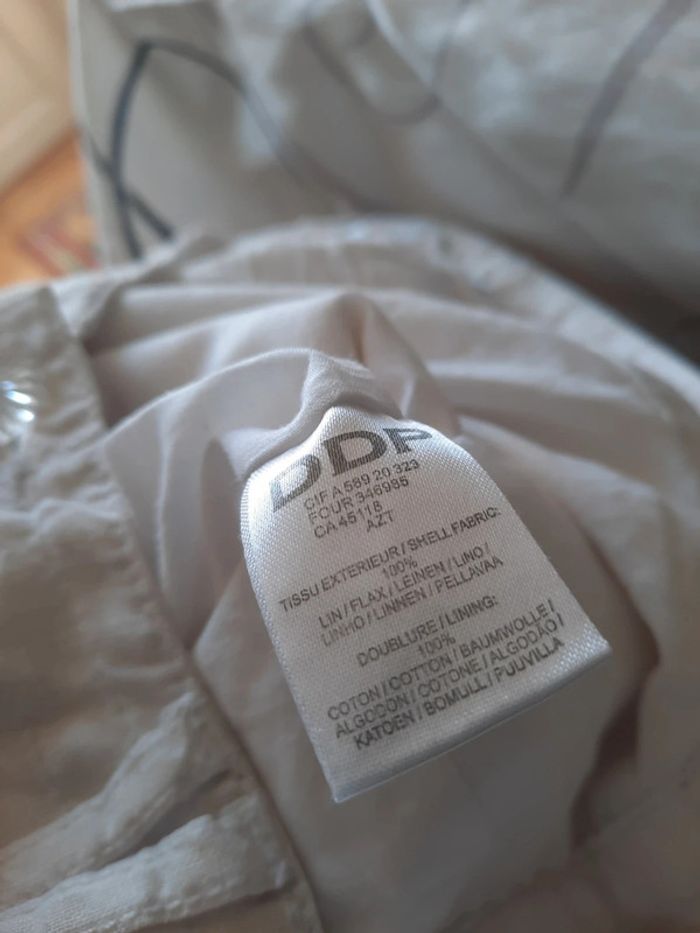 DDP
CIF A 589 20 323
FOUR 346985
CA 45118
AZT
TISSU EXTERIEUR / SHELL FABRIC:
100%
LIN / FLAX / LEINEN / LINO /
LINHO / LINNEN / PELLAVAA
DOUBLURE / LINING:
100%
COTON / COTTON / BAUMWOLLE /
ALGODON / COTONE / ALGODAO /
KATOEN / BOMULL / PUUVILLA